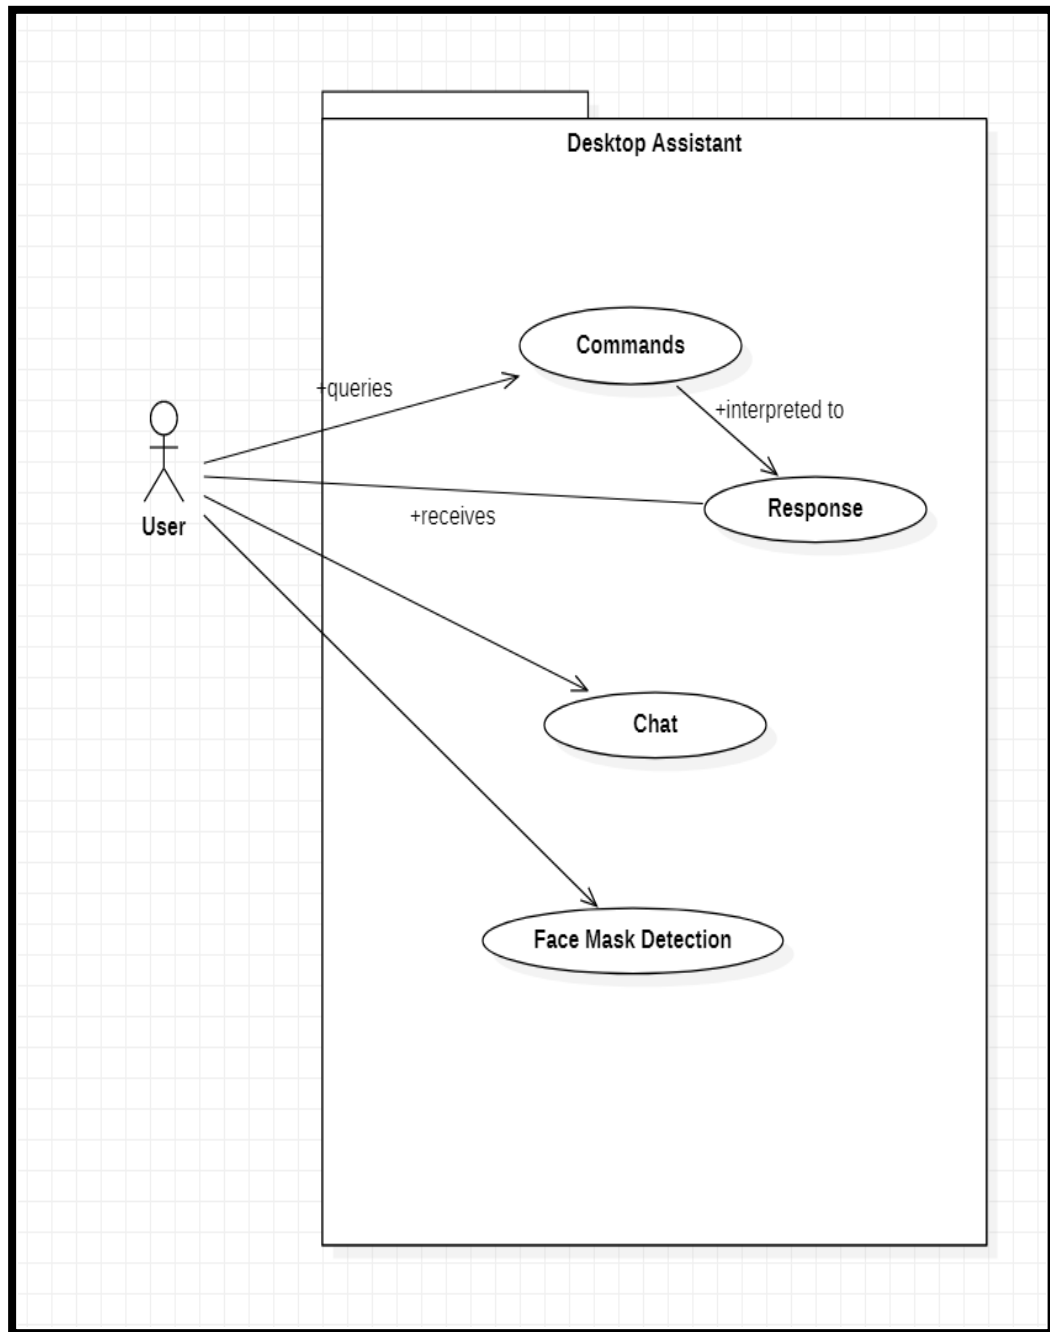 Desktop Assistant
Commands
+queries
+interpreted to
Response
+receives
User
Chat
Face Mask Detection